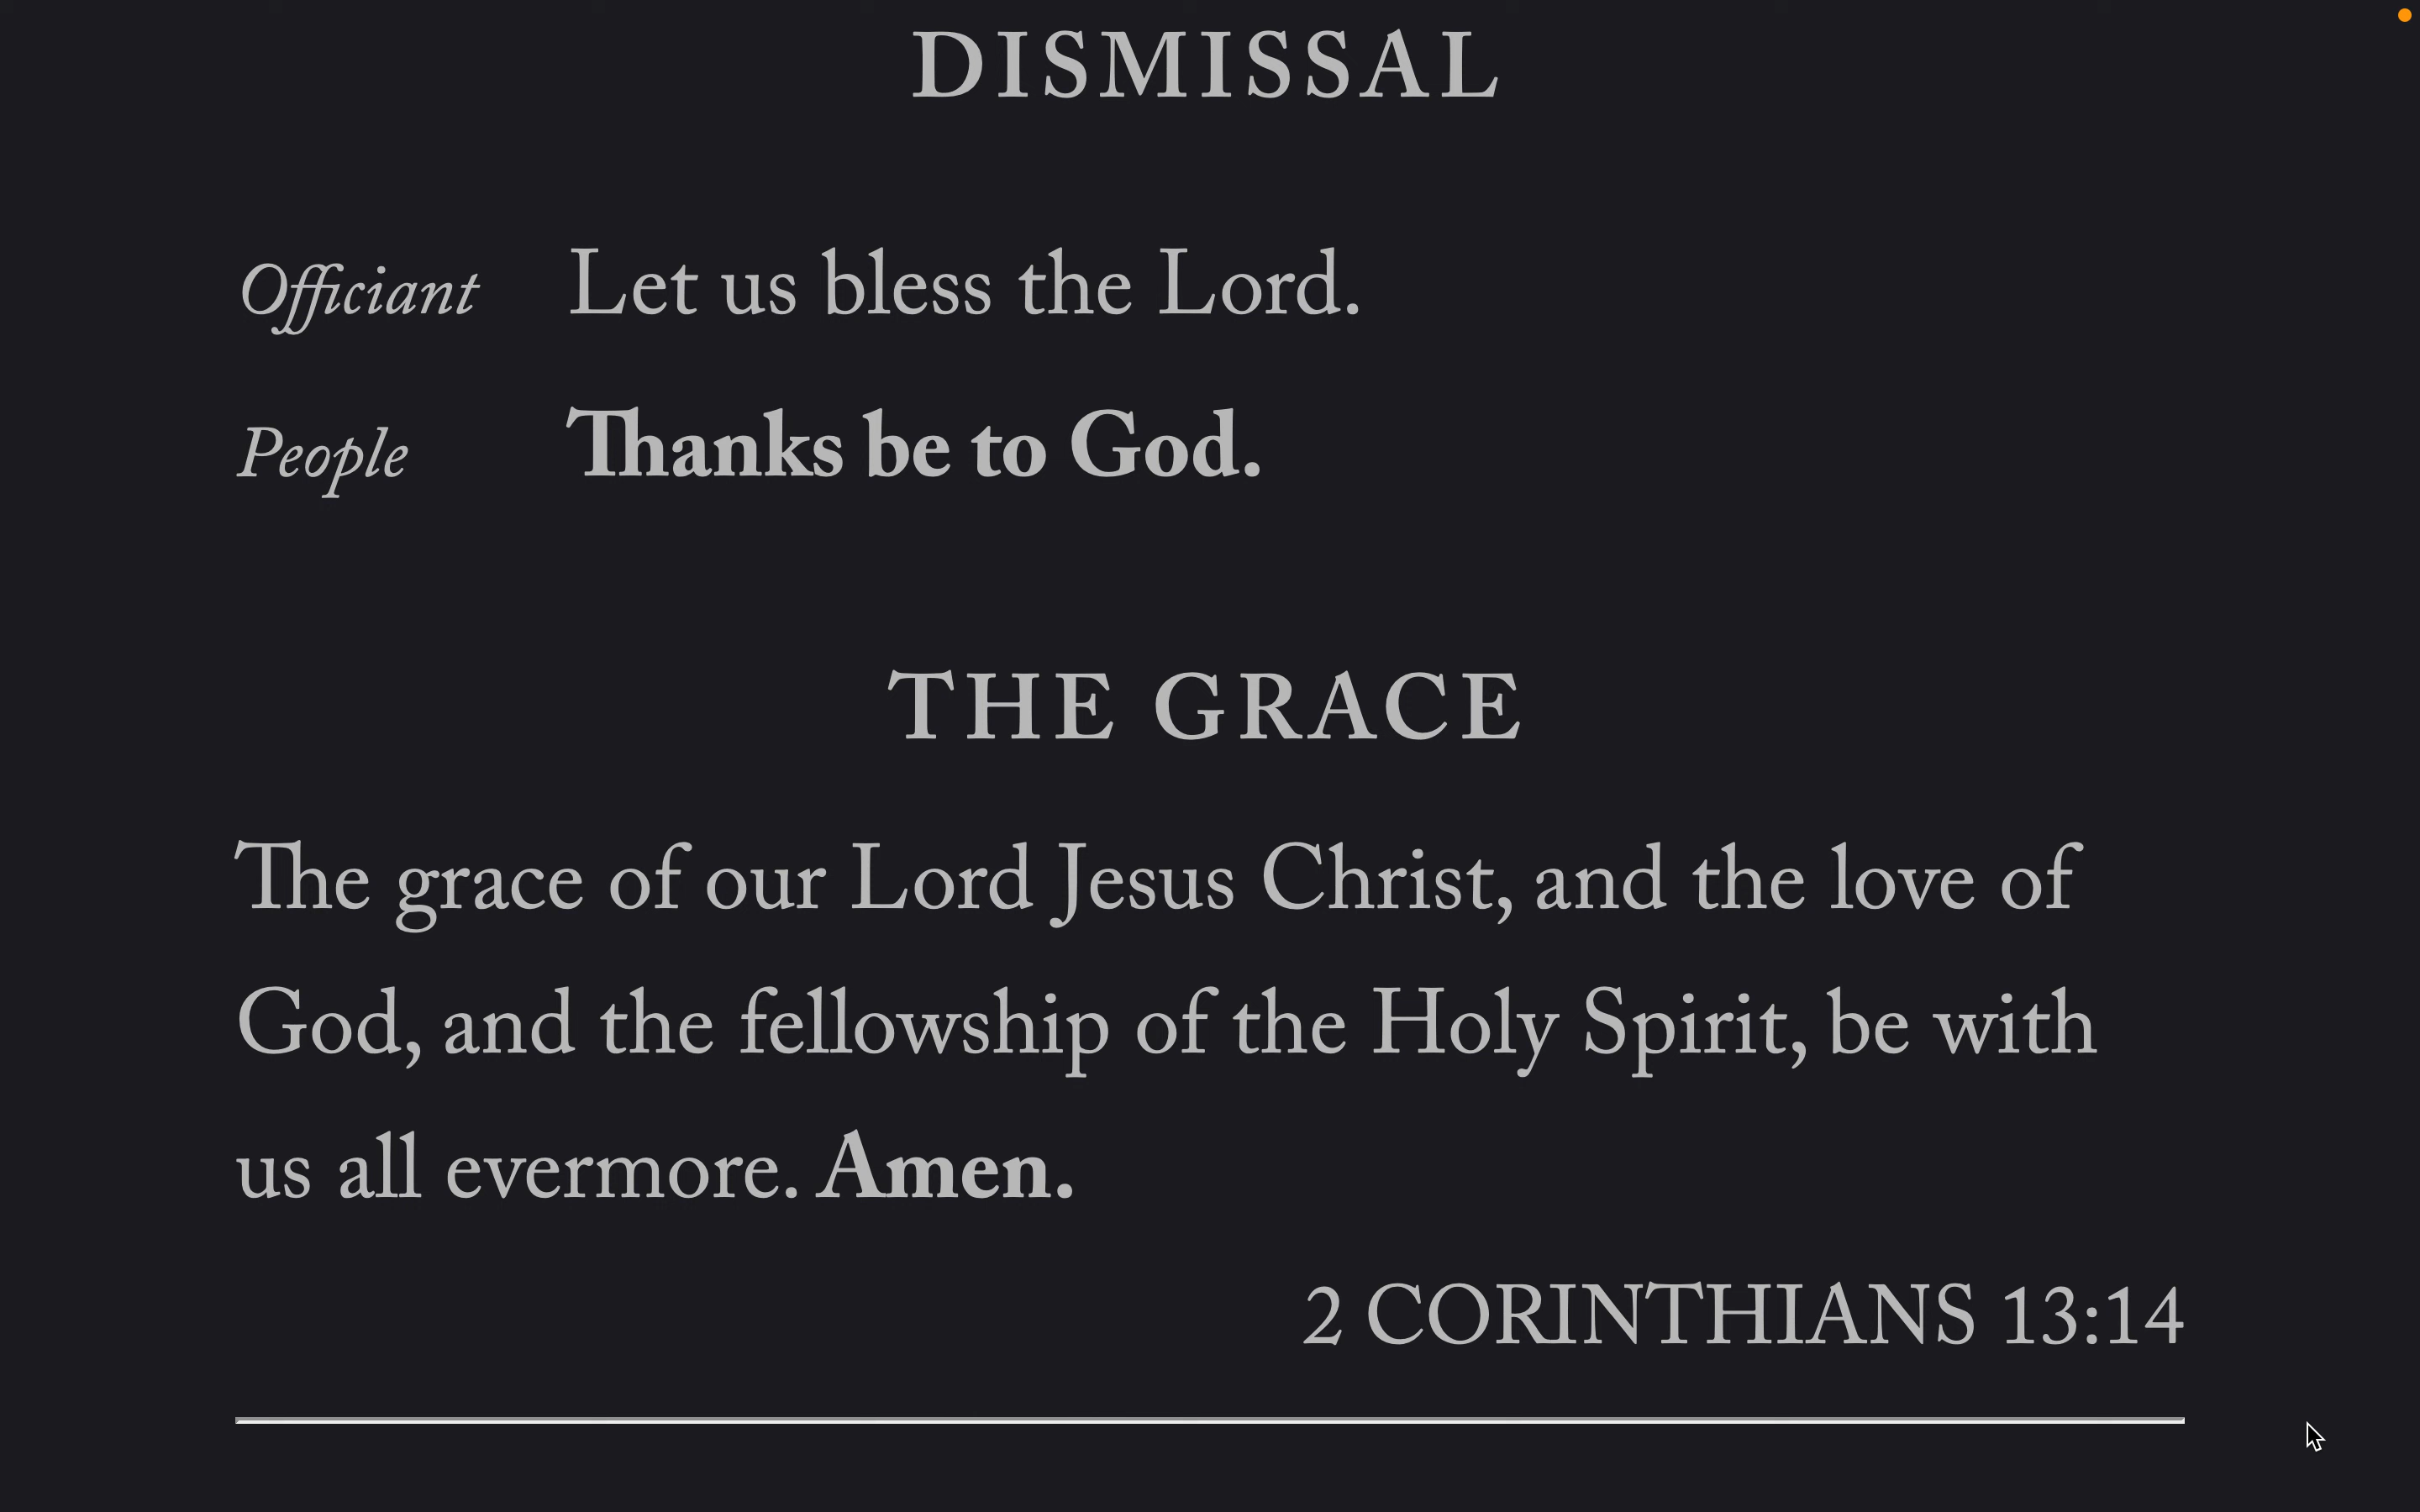 DISMISSAL
Officiant Let us bless the Lord.
People Thanks be to God.
THE GRACE
The grace of our Lord Jesus Christ, and the love of
God, and the fellowship of the Holy Spirit, be with
us all evermore. Amen.
2 CORINTHIANS 13:14